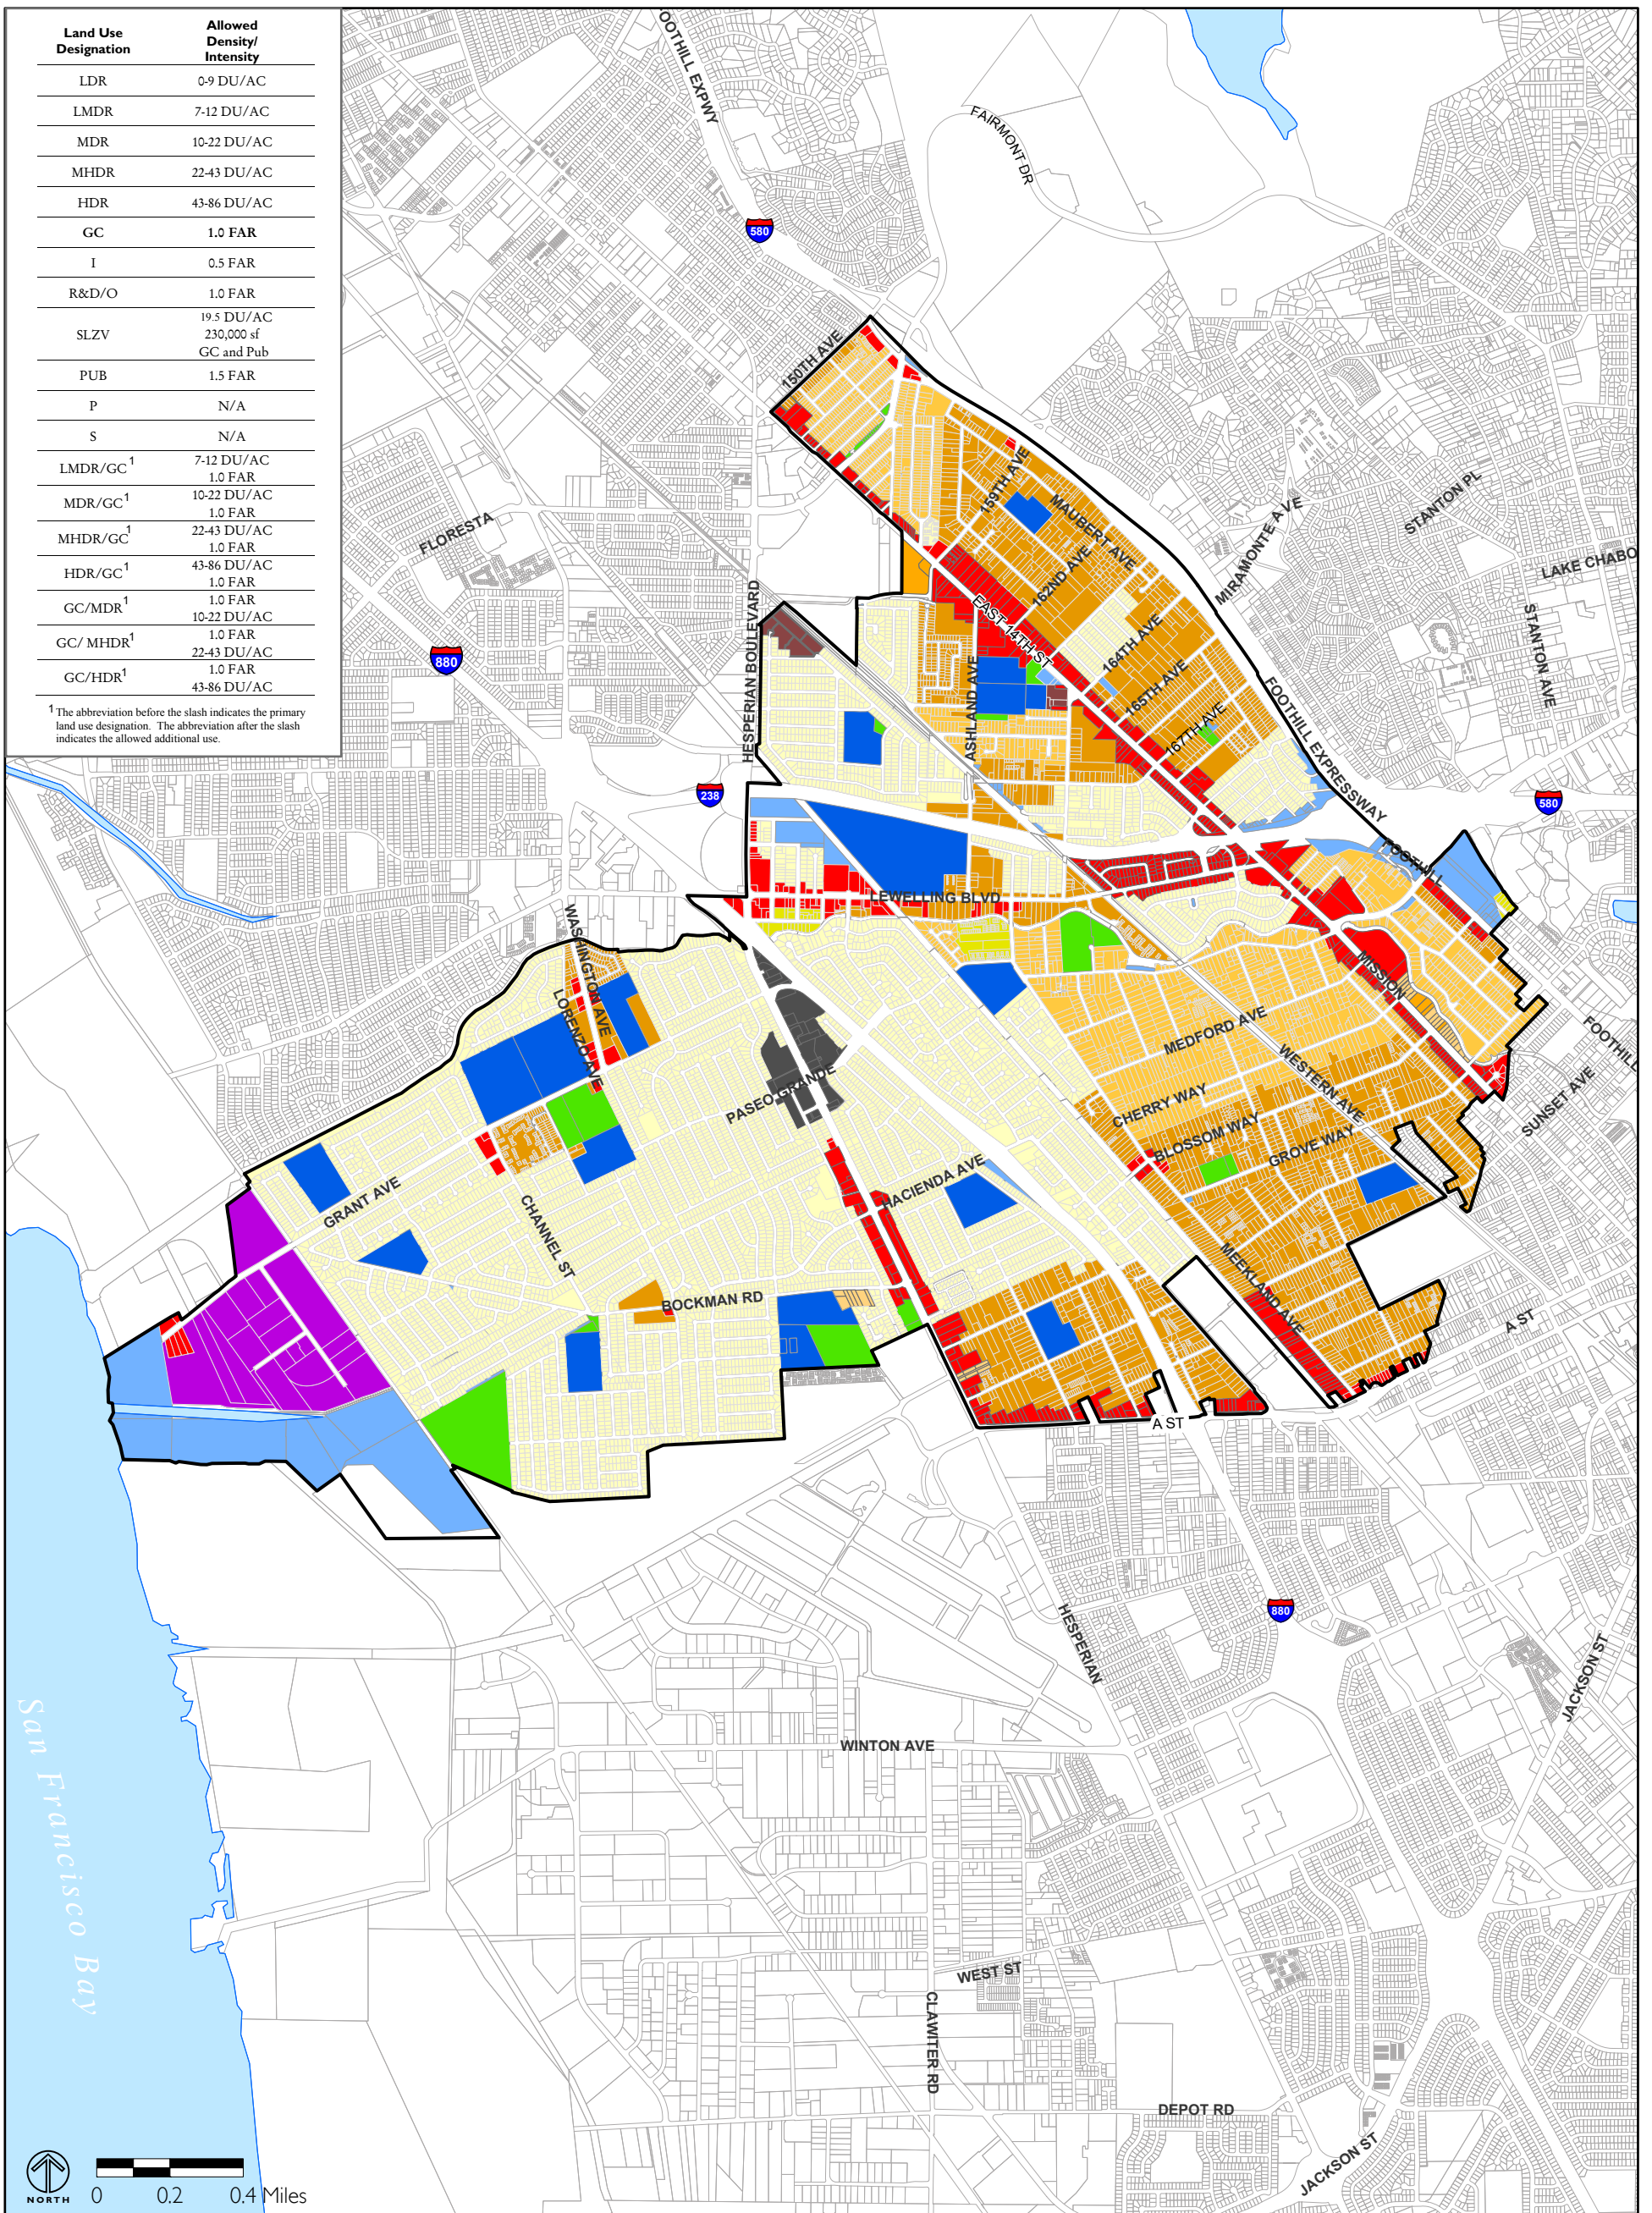 Land Use Designation
Allowed Density/ Intensity
LDR 0-9 DU/AC
LMDR 7-12 DU/AC
MDR 10-22 DU/AC
MHDR 22-43 DU/AC
HDR 43-86 DU/AC
GC 1.0 FAR
I 0.5 FAR
R&D/O 1.0 FAR
SLZV 19.5 DU/AC
230,000 sf
GC and Pub
PUB 1.5 FAR
P N/A
S N/A
LMDR/GC1 7-12 DU/AC
1.0 FAR
MDR/GC1 10-22 DU/AC
1.0 FAR
MHDR/GC1 22-43 DU/AC
1.0 FAR
HDR/GC1 43-86 DU/AC
1.0 FAR
GC/MDR1 1.0 FAR
10-22 DU/AC
GC/ MHDR1 1.0 FAR
22-43 DU/AC
GC/HDR1 1.0 FAR
43-86 DU/AC
1 The abbreviation before the slash indicates the primary
land use designation. The abbreviation after the slash
indicates the allowed additional use.
FOOTHILL EXPWY
FAIRMONT DR
580
150TH AVE
159TH AVE
MAUBERT AVE
162ND AVE
MIRAMONTE AVE
STANTON PL
LAKE CHABO
STANTON AVE
FLORESTA
HESPERIAN BOULEVARD
EAST 14TH ST
164TH AVE
165TH AVE
167TH AVE
ASHLAND AVE
FOOTHILL EXPRESSWAY
880
238
580
FOOTHILL
LEWELLING BLVD
WASHINGTON AVE
LORENZO AVE
MISSION
MEDFORD AVE
WESTERN AVE
FOOTHILL
SUNSET AVE
PASEO GRANDE
CHERRY WAY
BLOSSOM WAY
GROVE WAY
GRANT AVE
CHANNEL ST
HACIENDA AVE
MEEKLAND AVE
BOCKMAN RD
A ST
A ST
HESPERIAN
880
JACKSON ST
San Francisco Bay
WINTON AVE
WEST ST
CLAWITER RD
DEPOT RD
JACKSON ST
NORTH
0 0.2 0.4 Miles